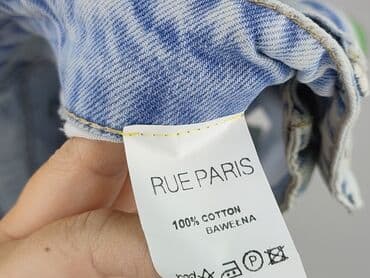 RUE PARIS
100% COTTON
BAWEŁNA
P